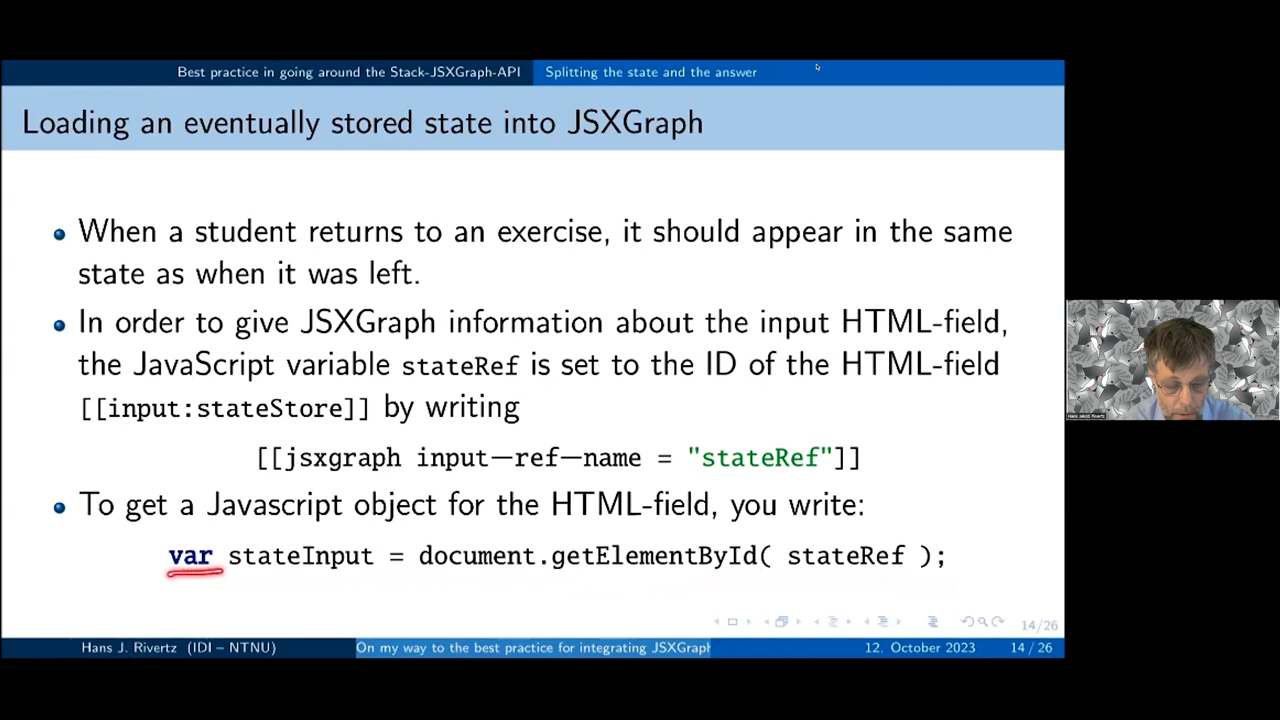 Best practice in going around the Stack-JSXGraph-API Splitting the state and the answer
Loading an eventually stored state into JSXGraph
When a student returns to an exercise, it should appear in the same
state as when it was left.
In order to give JSXGraph information about the input HTML-field,
the JavaScript variable stateRef is set to the ID of the HTML-field
[[input:stateStore]] by writing
[[jsxgraph input−ref−name = "stateRef"]]
To get a Javascript object for the HTML-field, you write:
var stateInput = document.getElementById( stateRef );
14/26
Hans J. Rivertz (IDI – NTNU) On my way to the best practice for integrating JSXGraph 12. October 2023 14 / 26
Hans Jakob Rivertz